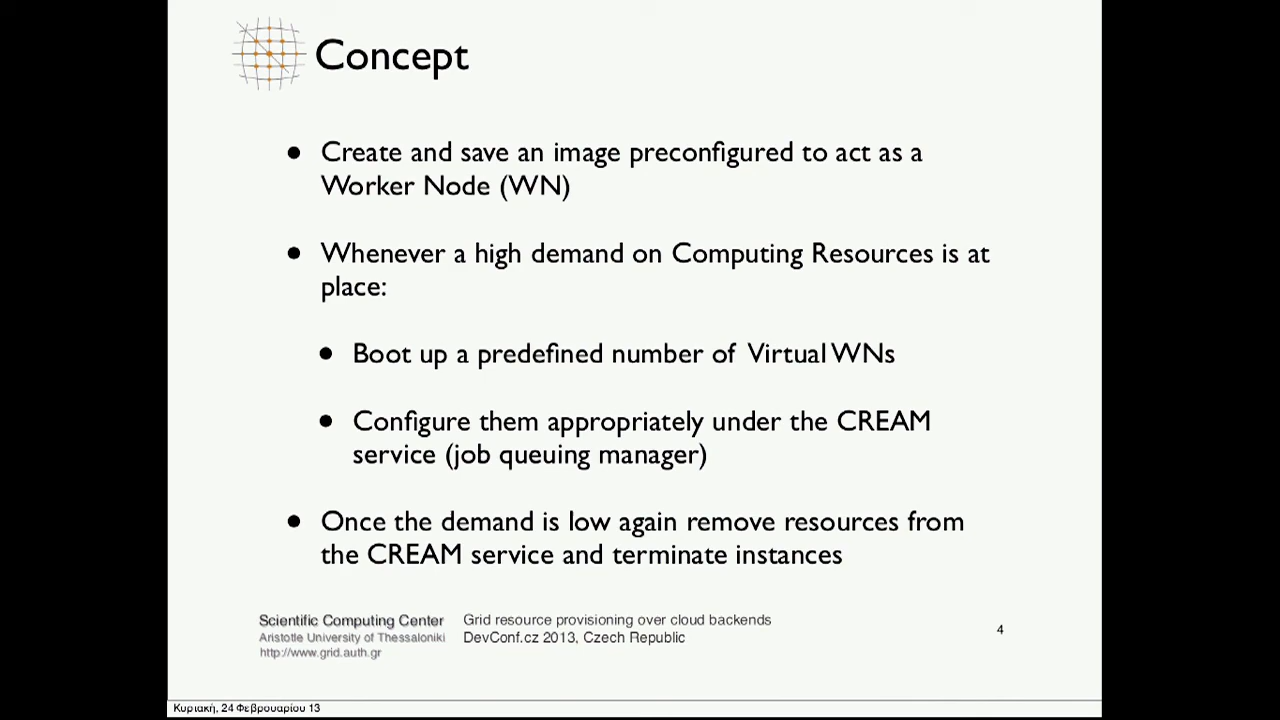 Concept
● Create and save an image preconfigured to act as a
Worker Node (WN)
● Whenever a high demand on Computing Resources is at
place:
● Boot up a predefined number of Virtual WNs
● Configure them appropriately under the CREAM
service (job queuing manager)
● Once the demand is low again remove resources from
the CREAM service and terminate instances
Scientific Computing Center
Aristotle University of Thessaloniki
http://www.grid.auth.gr
Grid resource provisioning over cloud backends
DevConf.cz 2013, Czech Republic
4
Κυριακή, 24 Φεβρουαρίου 13